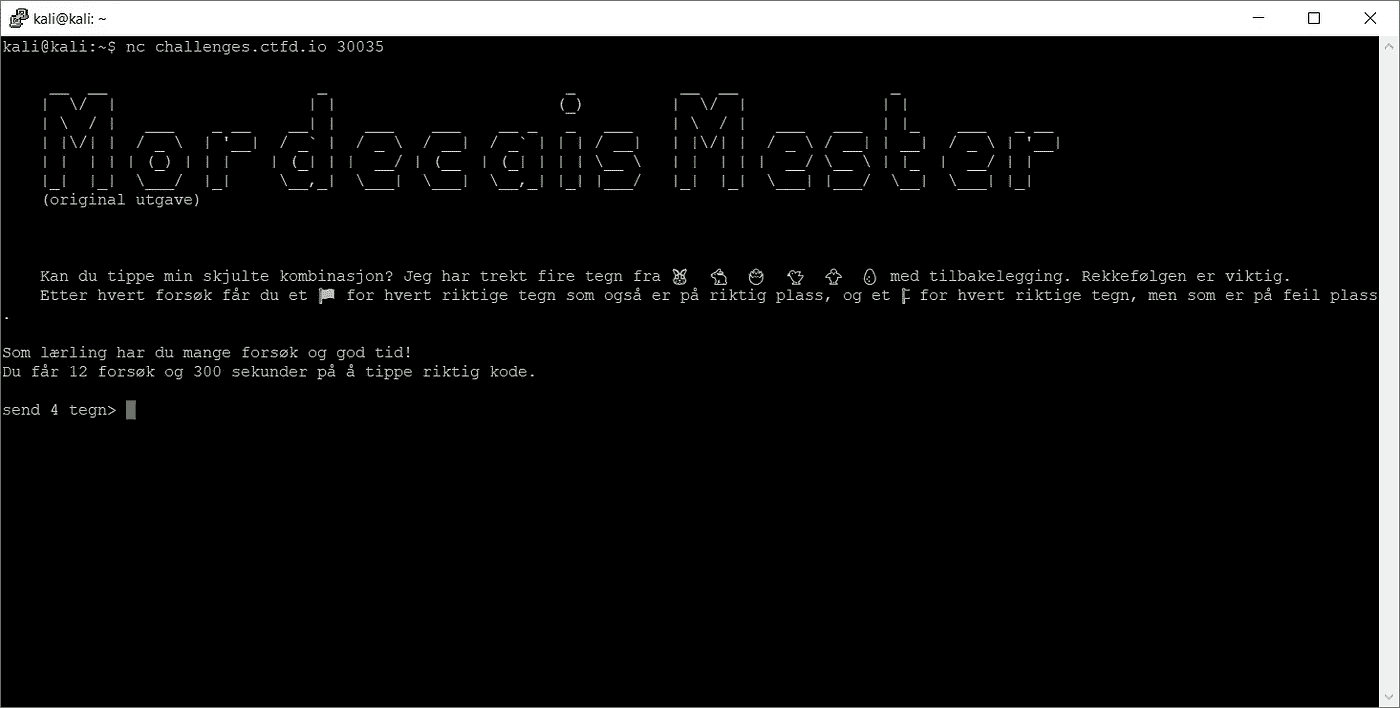 kali@kali: ~
kali@kali:~$ nc challenges.ctfd.io 30035
Mordecais Mester
(original utgave)
Kan du tippe min skjulte kombinasjon? Jeg har trekt fire tegn fra 🐰 🐇 🐣 🐤 🐥 🥚 med tilbakelegging. Rekkefølgen er viktig.
Etter hvert forsøk får du et 🏴 for hvert riktige tegn som også er på riktig plass, og et for hvert riktige tegn, men som er på feil plass
.
Som lærling har du mange forsøk og god tid!
Du får 12 forsøk og 300 sekunder på å tippe riktig kode.
send 4 tegn>